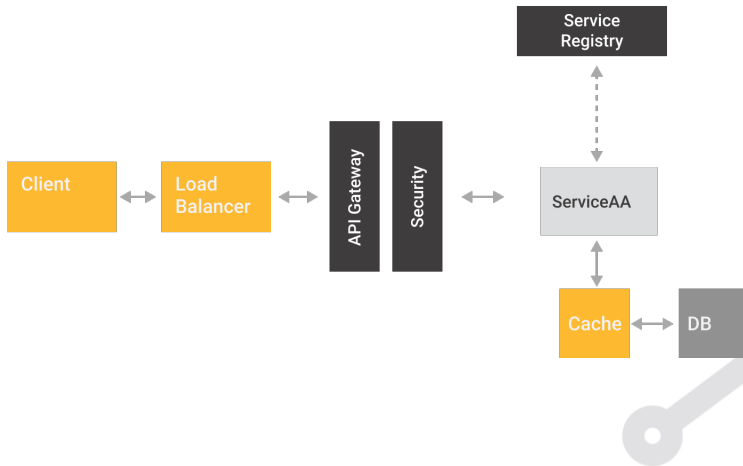 Service
Registry
Client
Load
Balancer
API Gateway
Security
ServiceAA
Cache
DB